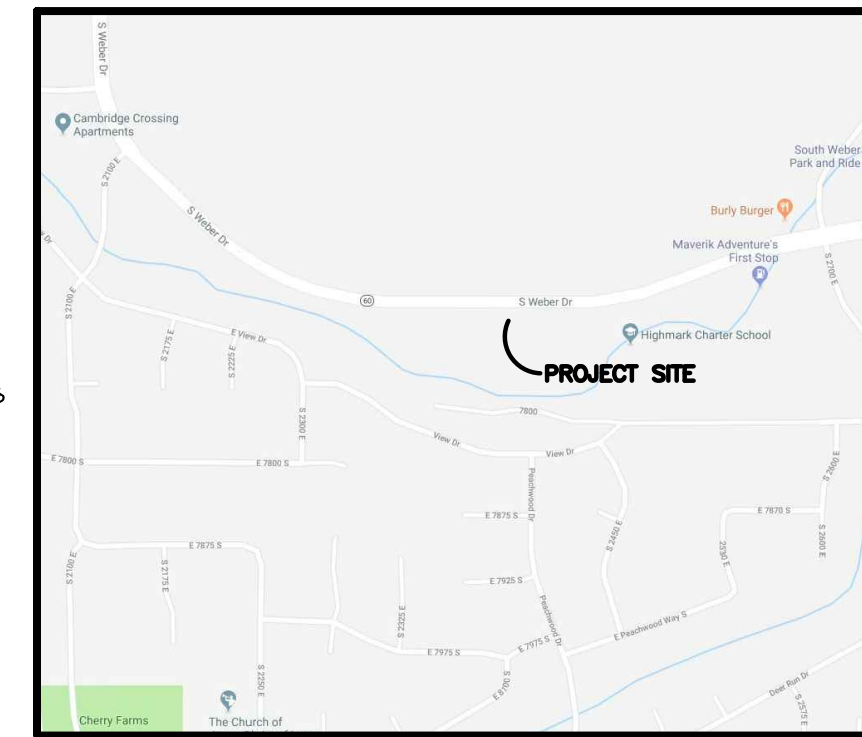 S Weber Dr
Cambridge Crossing
Apartments
S 2100 E
South Weber
Park and Ride
S Weber Dr
Burly Burger
Maverik Adventure's
First Stop
S 2700 E
60
S Weber Dr
S 2100 E
S 2175 E
E View Dr
S 2225 E
Highmark Charter School
PROJECT SITE
S 2300 E
7800
View Dr
View Dr
E 7800 S
E 7800 S
S 2600 E
Peachwood Dr
E 7875 S
E 7870 S
S 2450 E
S 2600 E
E 7875 S
2530 E
S 2100 E
S 2175 E
E 7925 S
S 2325 E
Peachwood Dr
E Peachwood Way S
E 7975 S
E 7975 S
S 2250 E
E 8100 S
Deer Run Dr
S 2575 E
Cherry Farms
The Church of